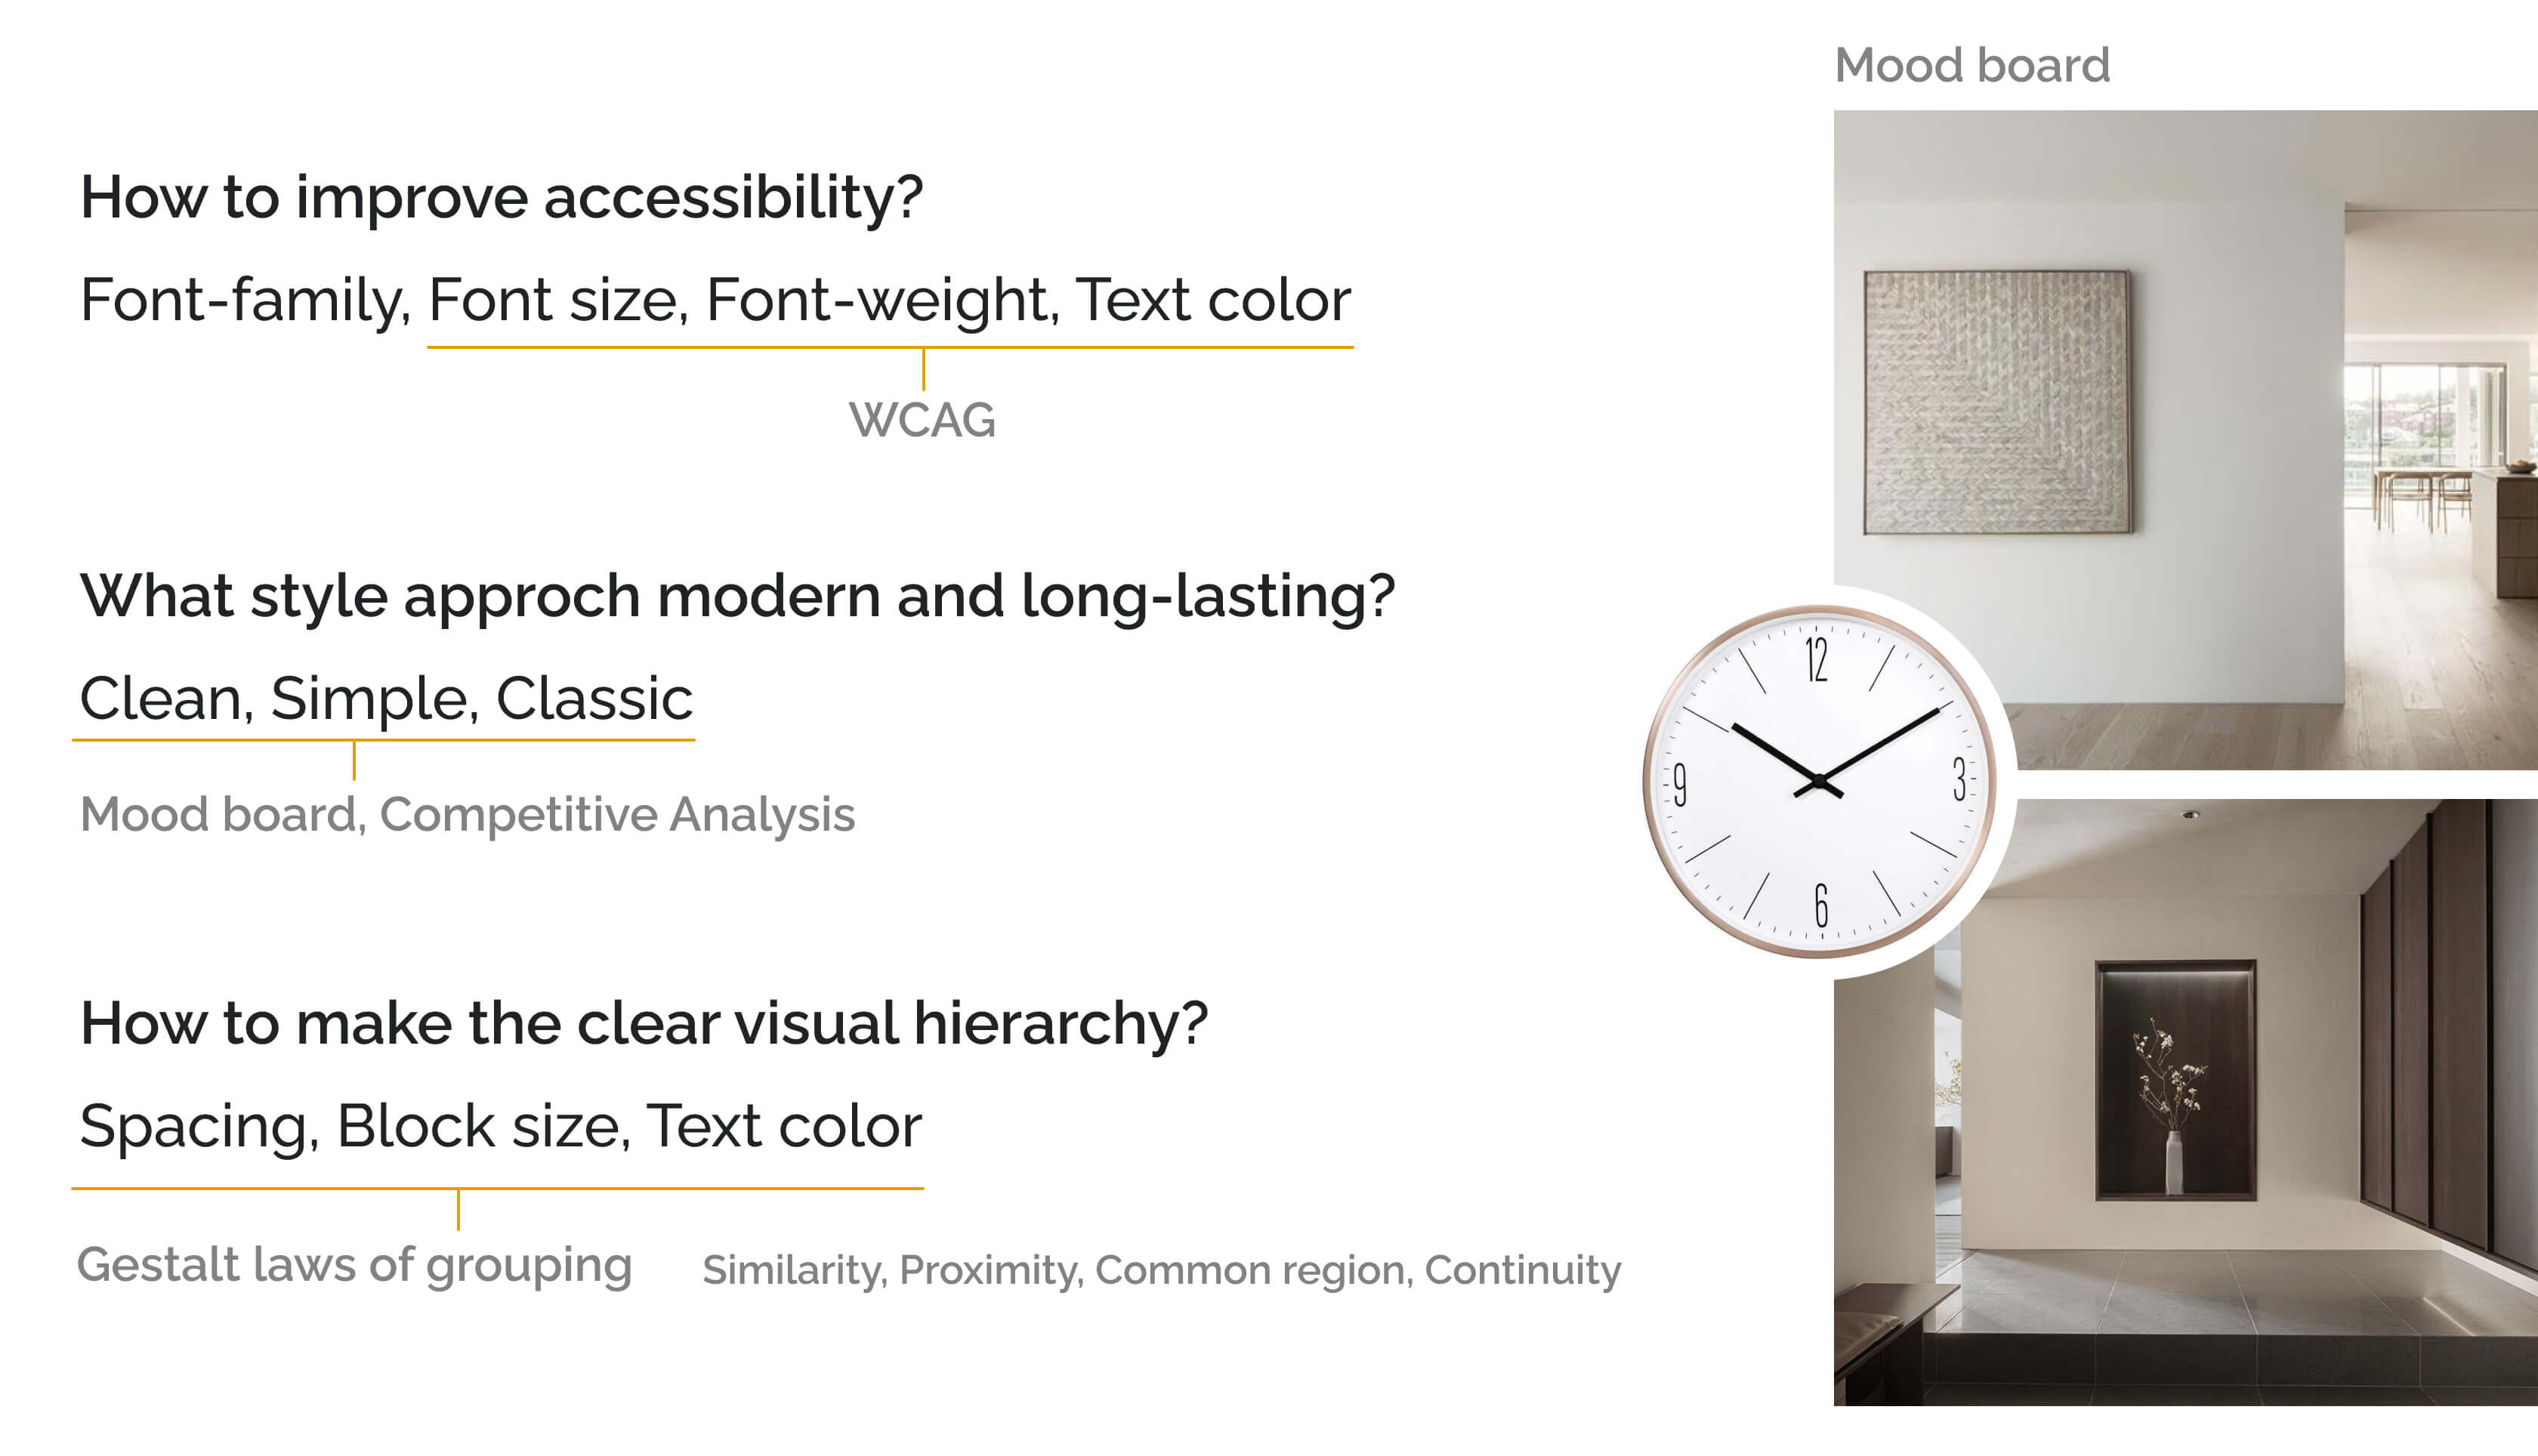 Mood board
How to improve accessibility?
Font-family, Font size, Font-weight, Text color
WCAG
What style approch modern and long-lasting?
Clean, Simple, Classic
Mood board, Competitive Analysis
12
9
3
6
How to make the clear visual hierarchy?
Spacing, Block size, Text color
Gestalt laws of grouping
Similarity, Proximity, Common region, Continuity